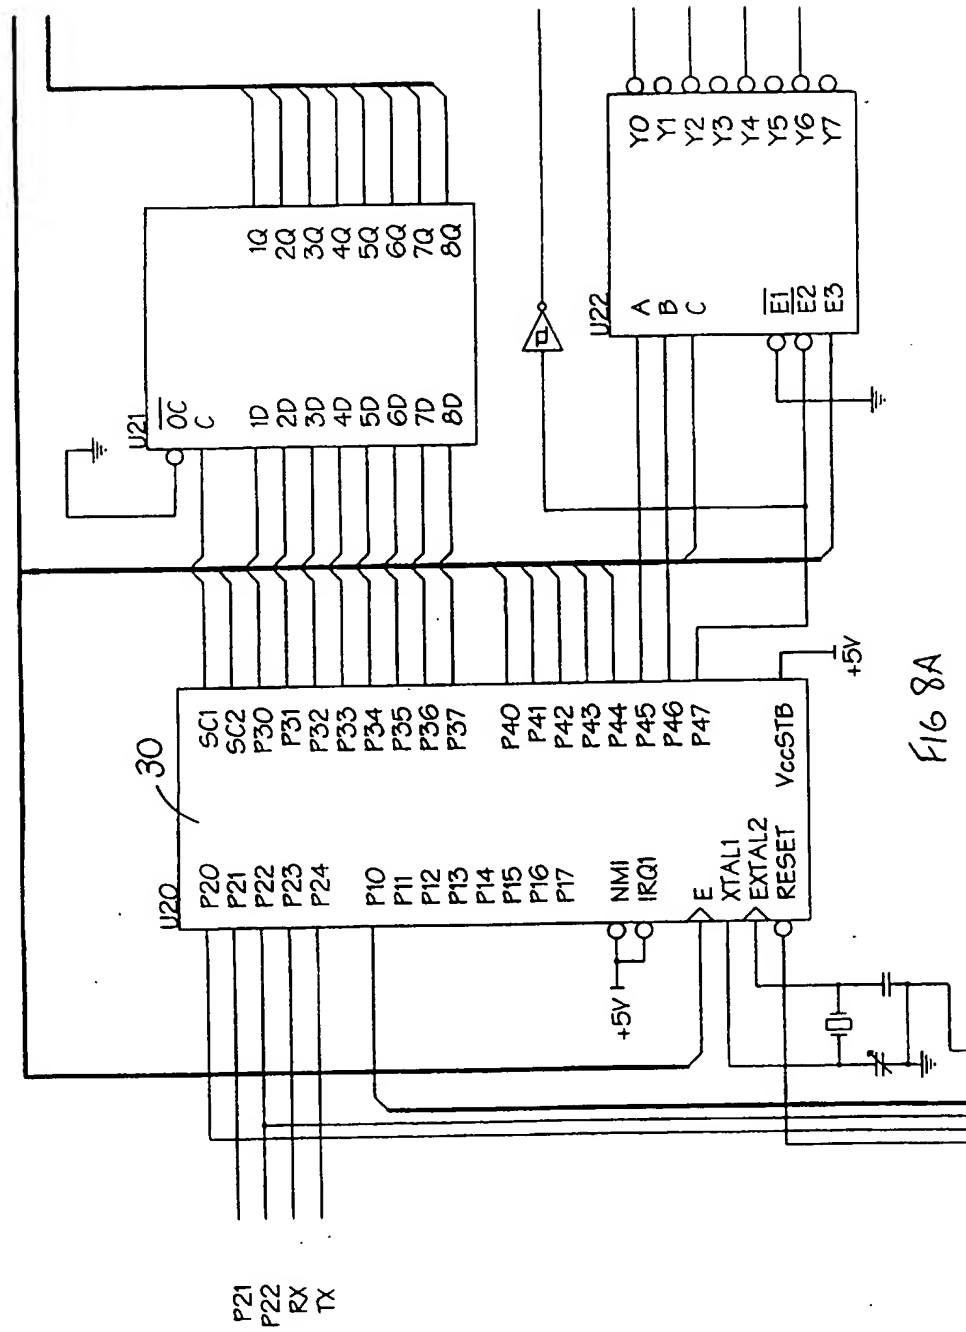 P21
P22
RX
TX
U20
P20
P21
P22
P23
P24
P10
P11
P12
P13
P14
P15
P16
P17
NMI
IRQ1
E
XTAL1
EXTAL2
RESET
+5V
30
SC1
SC2
P30
P31
P32
P33
P34
P35
P36
P37
P40
P41
P42
P43
P44
P45
P46
P47
VccSTB
+5V
U21
OC
C
1D
2D
3D
4D
5D
6D
7D
8D
1Q
2Q
3Q
4Q
5Q
6Q
7Q
8Q
U22
A
B
C
E1
E2
E3
Y0
Y1
Y2
Y3
Y4
Y5
Y6
Y7
FIG 8A